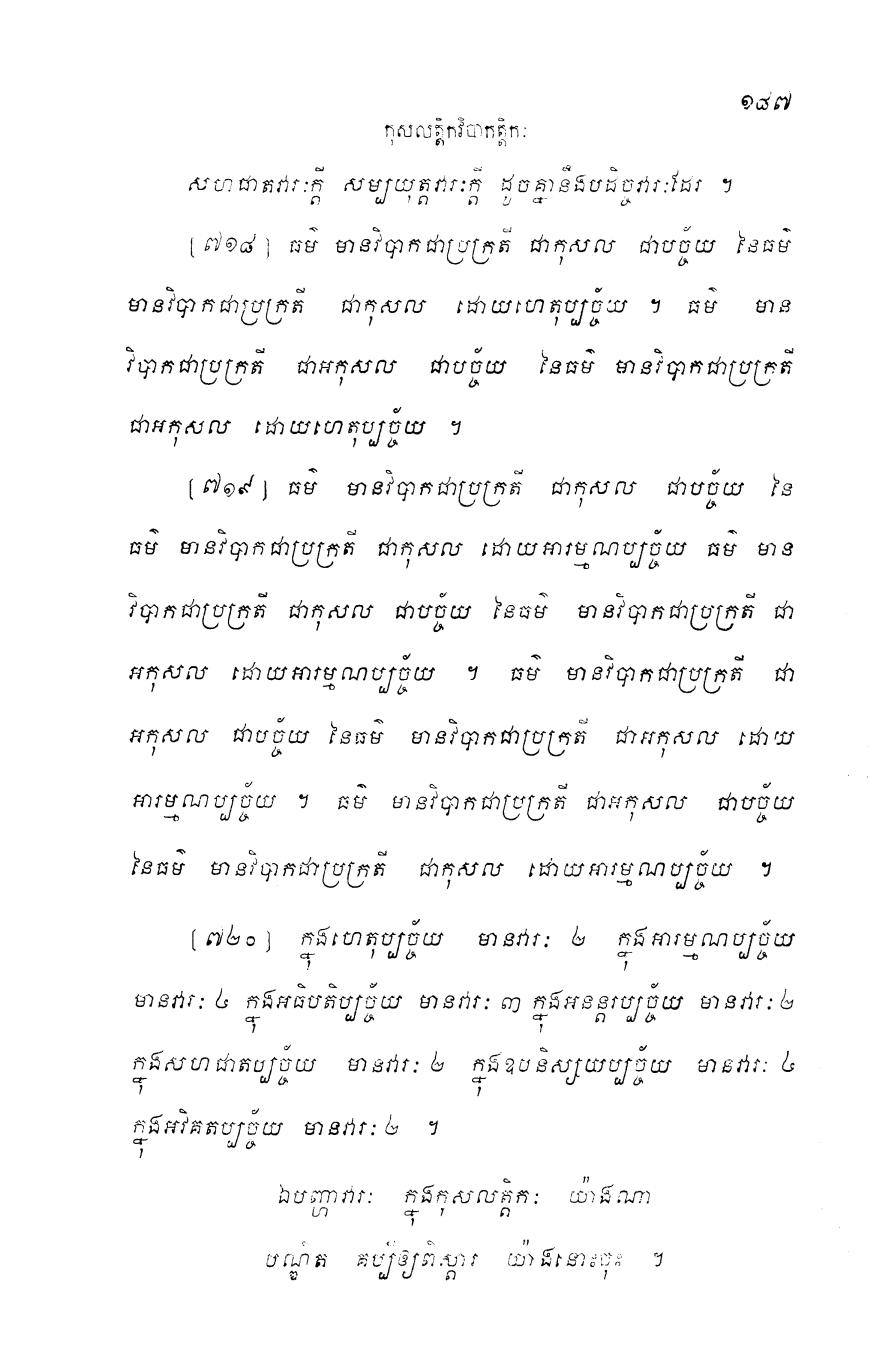 ១៨៧
កុសលត្តិកវិបាកត្តិកៈ
សហជាតវារៈក្តី សម្បយុត្តវារៈក្តី ដូចគ្នានឹងបដិច្ចវារៈដែរ ។
[៧១៨] ធម៌ មានវិបាកជាប្រក្រតី ជាកុសល ជាបច្ច័យ នៃធម៌
មានវិបាកជាប្រក្រតី ជាកុសល ដោយហេតុប្បច្ច័យ ។ ធម៌ មាន
វិបាកជាប្រក្រតី ជាអកុសល ជាបច្ច័យ នៃធម៌ មានវិបាកជាប្រក្រតី
ជាអកុសល ដោយហេតុប្បច្ច័យ ។
[៧១៩] ធម៌ មានវិបាកជាប្រក្រតី ជាកុសល ជាបច្ច័យ នៃ
ធម៌ មានវិបាកជាប្រក្រតី ជាកុសល ដោយអារម្មណប្បច្ច័យ ធម៌ មាន
វិបាកជាប្រក្រតី ជាកុសល ជាបច្ច័យ នៃធម៌ មានវិបាកជាប្រក្រតី ជា
អកុសល ដោយអារម្មណប្បច្ច័យ ។ ធម៌ មានវិបាកជាប្រក្រតី ជា
អកុសល ជាបច្ច័យ នៃធម៌ មានវិបាកជាប្រក្រតី ជាអកុសល ដោយ
អារម្មណប្បច្ច័យ ។ ធម៌ មានវិបាកជាប្រក្រតី ជាអកុសល ជាបច្ច័យ
នៃធម៌ មានវិបាកជាប្រក្រតី ជាកុសល ដោយអារម្មណប្បច្ច័យ ។
[៧២០] ក្នុងហេតុប្បច្ច័យ មានវារៈ ២ ក្នុងអារម្មណប្បច្ច័យ
មានវារៈ ៤ ក្នុងអធិបតិប្បច្ច័យ មានវារៈ ៣ ក្នុងអនន្តរប្បច្ច័យ មានវារៈ ២
ក្នុងសហជាតប្បច្ច័យ មានវារៈ ២ ក្នុងឧបនិស្សយប្បច្ច័យ មានវារៈ ៤
ក្នុងអវិគតប្បច្ច័យ មានវារៈ ២ ។
ឯបញ្ហាវារៈ ក្នុងកុសលត្តិកៈ យ៉ាងណា
បណ្ឌិត គប្បីឲ្យពិស្តារ យ៉ាងនោះចុះ ។